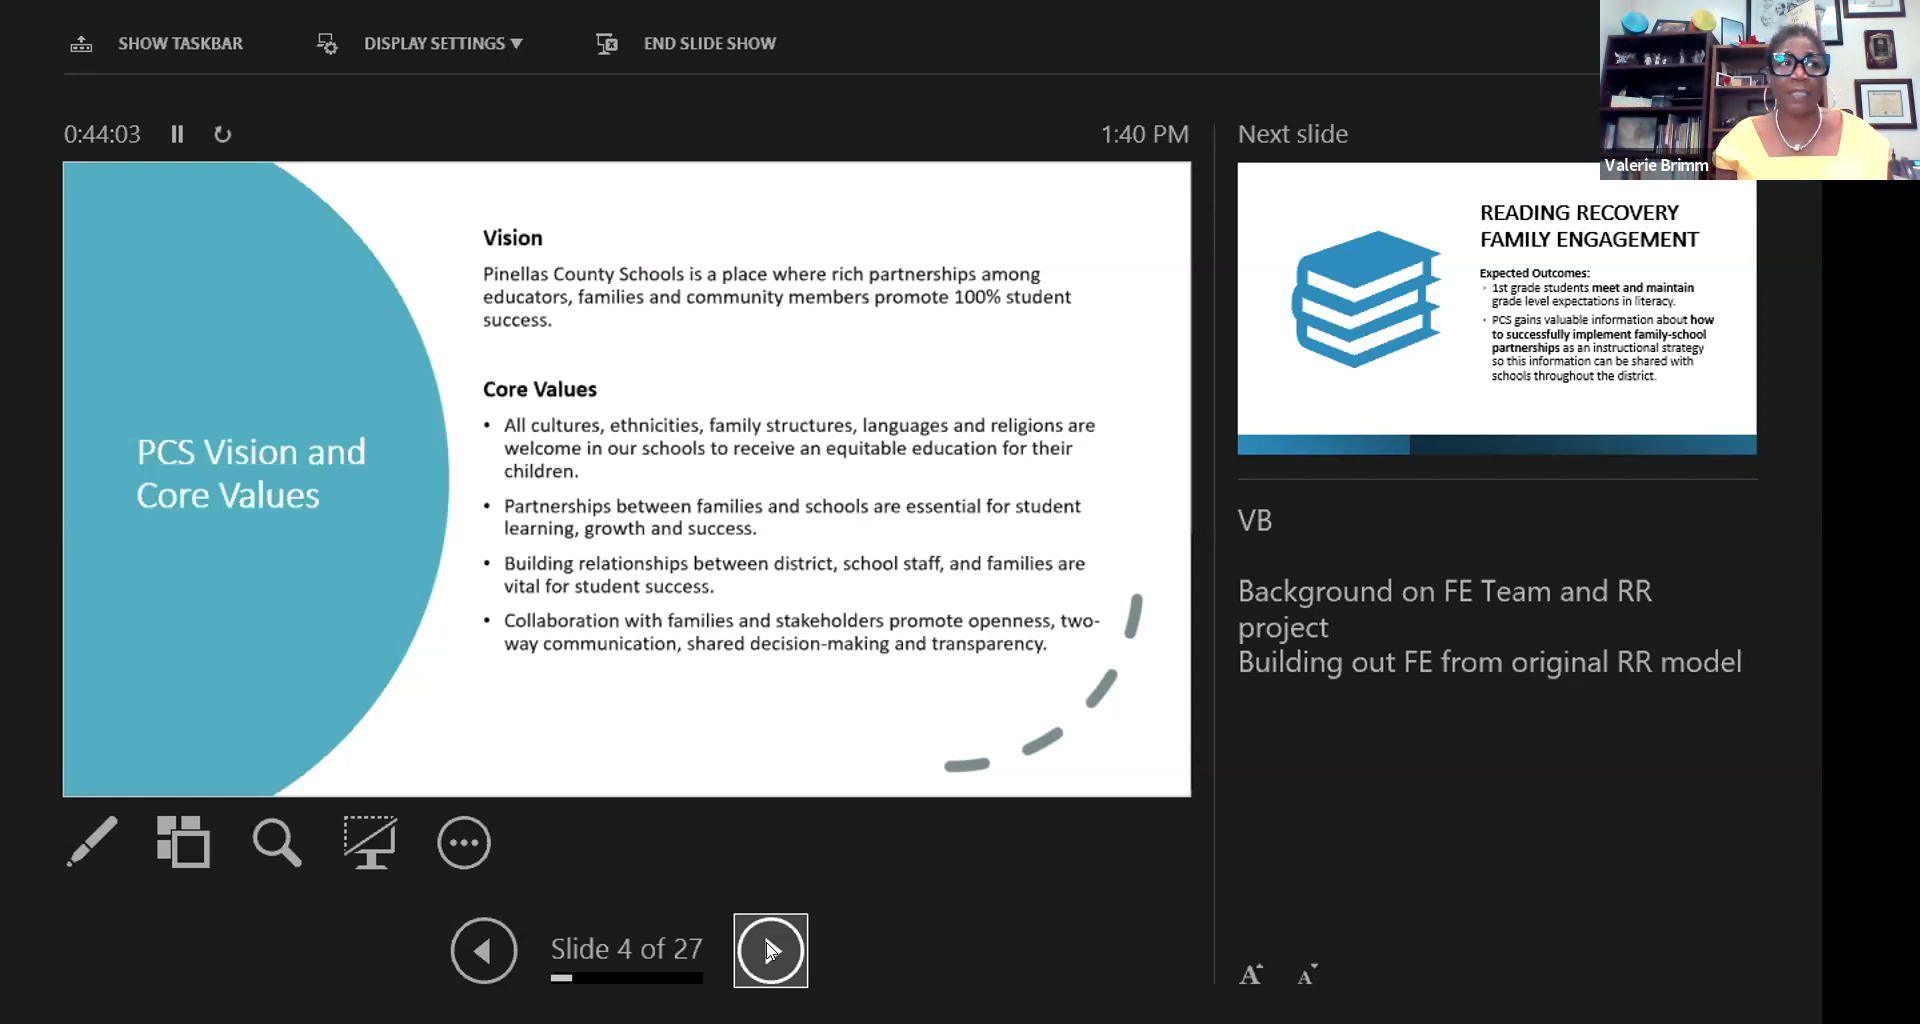 SHOW TASKBAR
DISPLAY SETTINGS ▼
END SLIDE SHOW
Valerie Brimm
0:44:03
1:40 PM
PCS Vision and
Core Values
Vision
Pinellas County Schools is a place where rich partnerships among
educators, families and community members promote 100% student
success.
Core Values
• All cultures, ethnicities, family structures, languages and religions are
welcome in our schools to receive an equitable education for their
children.
• Partnerships between families and schools are essential for student
learning, growth and success.
• Building relationships between district, school staff, and families are
vital for student success.
• Collaboration with families and stakeholders promote openness, two-
way communication, shared decision-making and transparency.
Slide 4 of 27
Next slide
READING RECOVERY
FAMILY ENGAGEMENT
Expected Outcomes:
• 1st grade students meet and maintain
grade level expectations in literacy.
• PCS gains valuable information about how
to successfully implement family-school
partnerships as an instructional strategy
so this information can be shared with
schools throughout the district.
VB
Background on FE Team and RR
project
Building out FE from original RR model
A A